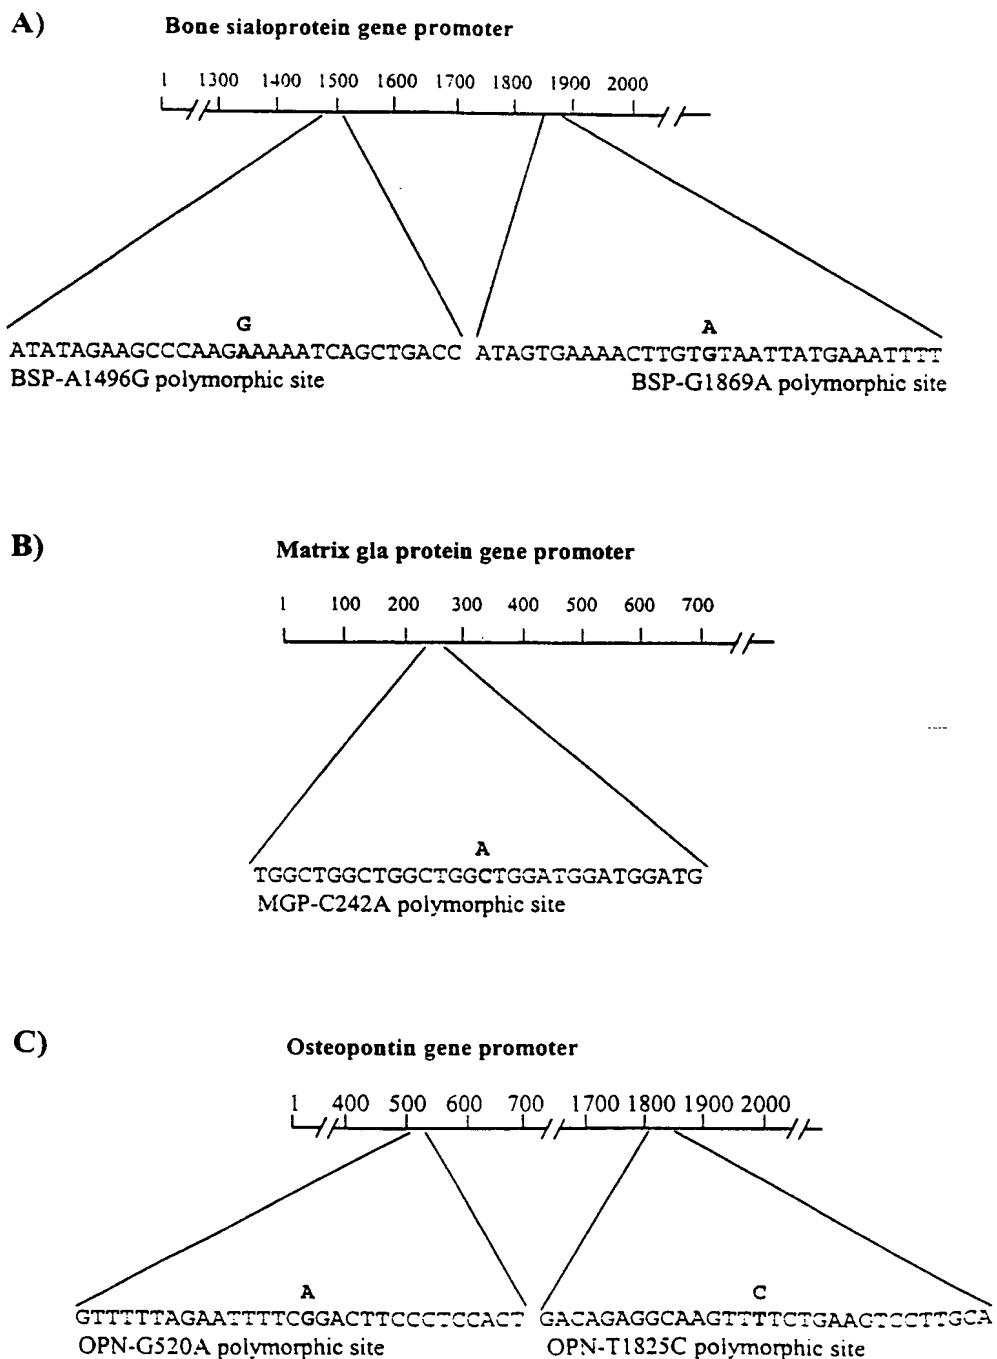 A)
Bone sialoprotein gene promoter
1 1300 1400 1500 1600 1700 1800 1900 2000
G A
ATATAGAAGCCCAAGAAAAATCAGCTGACC ATAGTGAAAACTTGTGTAATTATGAAATTTT
BSP-A1496G polymorphic site BSP-G1869A polymorphic site
B)
Matrix gla protein gene promoter
1 100 200 300 400 500 600 700
A
TGGCTGGCTGGCTGGCTGGATGGATGGATG
MGP-C242A polymorphic site
C)
Osteopontin gene promoter
1 400 500 600 700 1700 1800 1900 2000
A C
GTTTTTAGAATTTTCGGACTTCCCTCCACT GACAGAGGCAAGTTTTCTGAAGTCCTTGCA
OPN-G520A polymorphic site OPN-T1825C polymorphic site